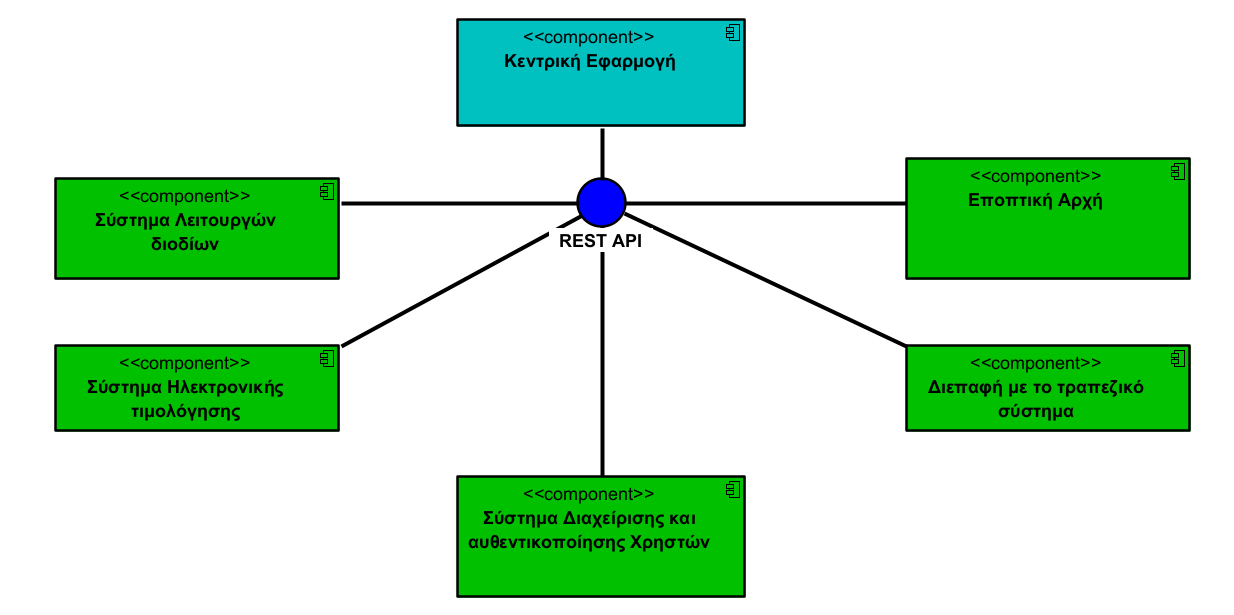 <<component>>
Κεντρική Εφαρμογή
<<component>>
Σύστημα Λειτουργών
διοδίων
<<component>>
Εποπτική Αρχή
REST API
<<component>>
Σύστημα Ηλεκτρονικής
τιμολόγησης
<<component>>
Διεπαφή με το τραπεζικό
σύστημα
<<component>>
Σύστημα Διαχείρισης και
αυθεντικοποίησης Χρηστών